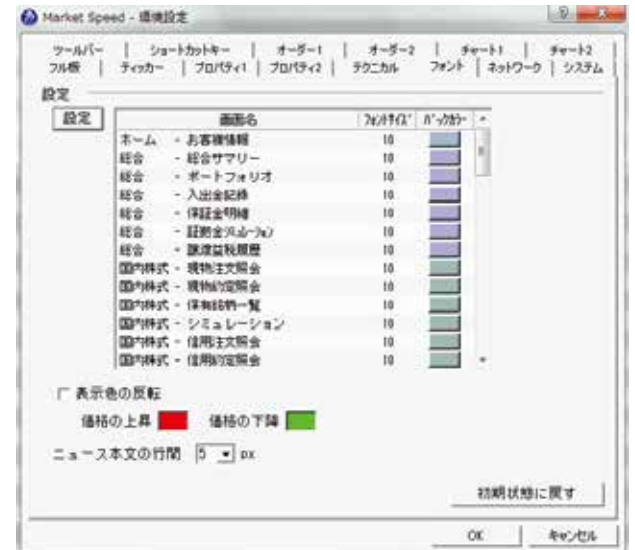 Market Speed - 環境設定
ツールバー | ショートカットキー | オーダー1 | オーダー2 | チャート1 | チャート2
フル板 | ティッカー | プロパティ1 | プロパティ2 | テクニカル フォント | ネットワーク | システム
設定
設定 画面名 フォントサイズ バックカラー
ホーム - お客様情報 10
総合 - 総合サマリー 10
総合 - ポートフォリオ 10
総合 - 入出金記録 10
総合 - 保証金明細 10
総合 - 証拠金シミュレーション 10
総合 - 譲渡益税履歴 10
国内株式 - 現物注文照会 10
国内株式 - 現物約定照会 10
国内株式 - 保有銘柄一覧 10
国内株式 - シミュレーション 10
国内株式 - 信用注文照会 10
国内株式 - 信用約定照会 10
表示色の反転
価格の上昇 価格の下降
ニュース本文の行間 5 px
初期状態に戻す
OK キャンセル